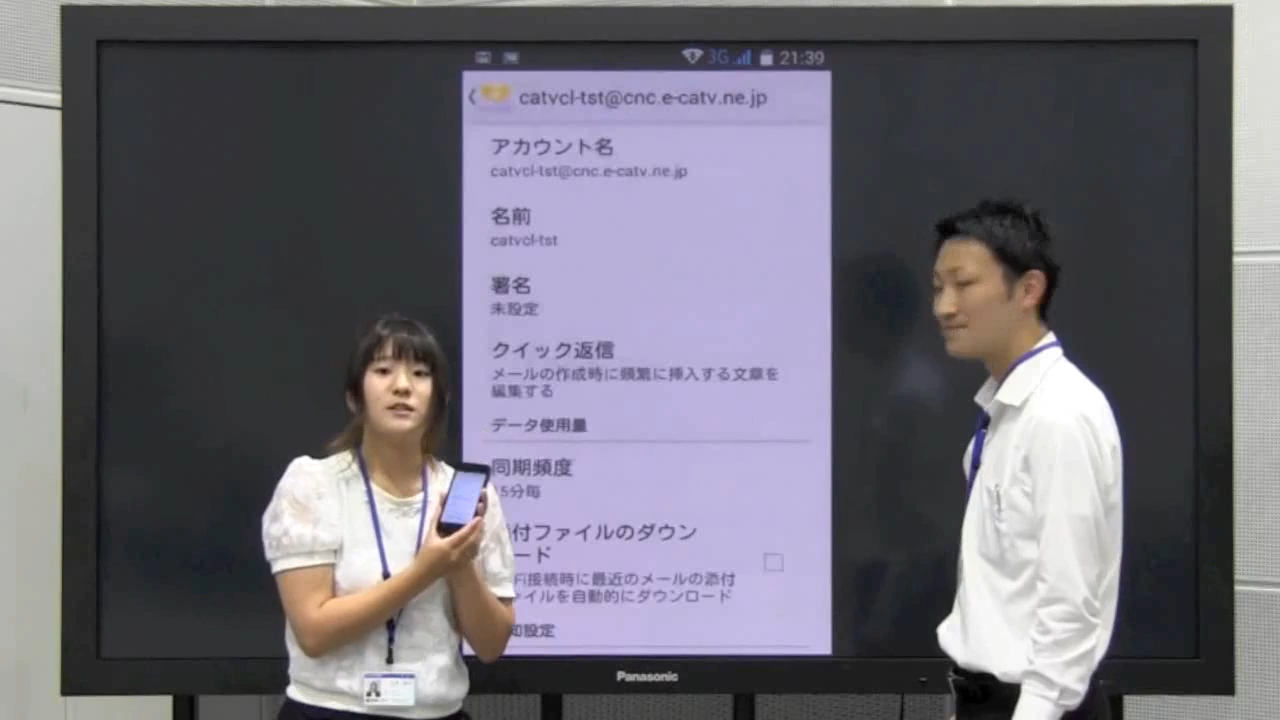 3G 21:39
catvcl-tst@cnc.e-catv.ne.jp
アカウント名
catvcl-tst@cnc.e-catv.ne.jp
名前
catvcl-tst
署名
未設定
クイック返信
メールの作成時に頻繁に挿入する文章を
編集する
データ使用量
同期頻度
5分毎
付ファイルのダウン
ード
Fi接続時に最近のメールの添付
ァイルを自動的にダウンロード
知設定
Panasonic